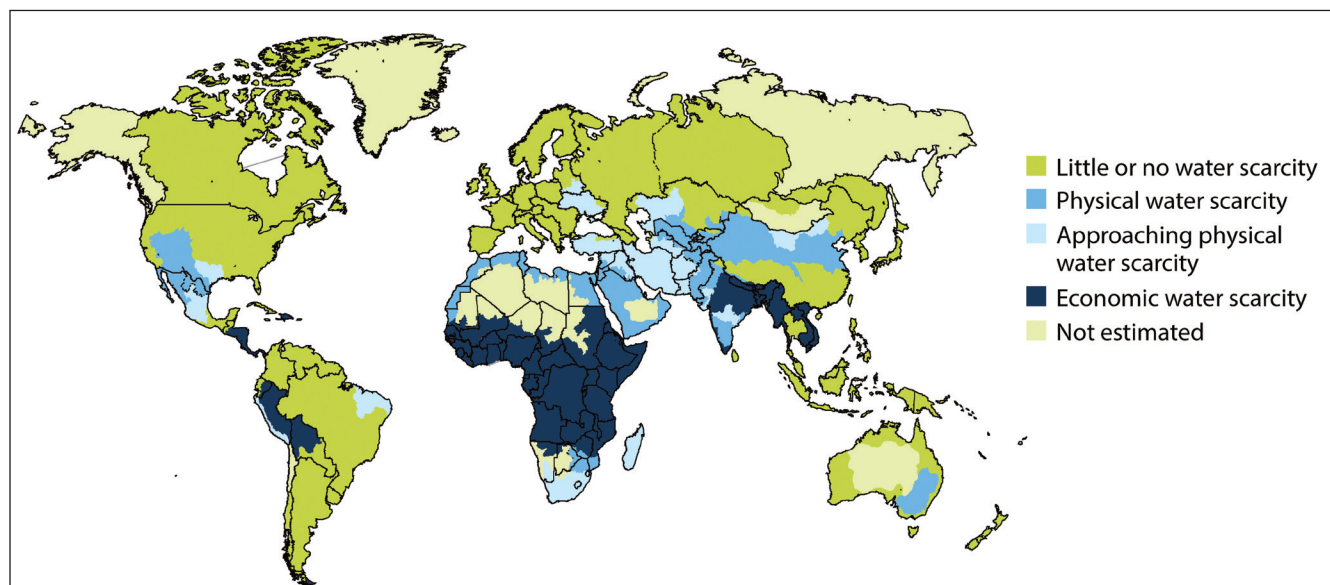 Little or no water scarcity
Physical water scarcity
Approaching physical
water scarcity
Economic water scarcity
Not estimated